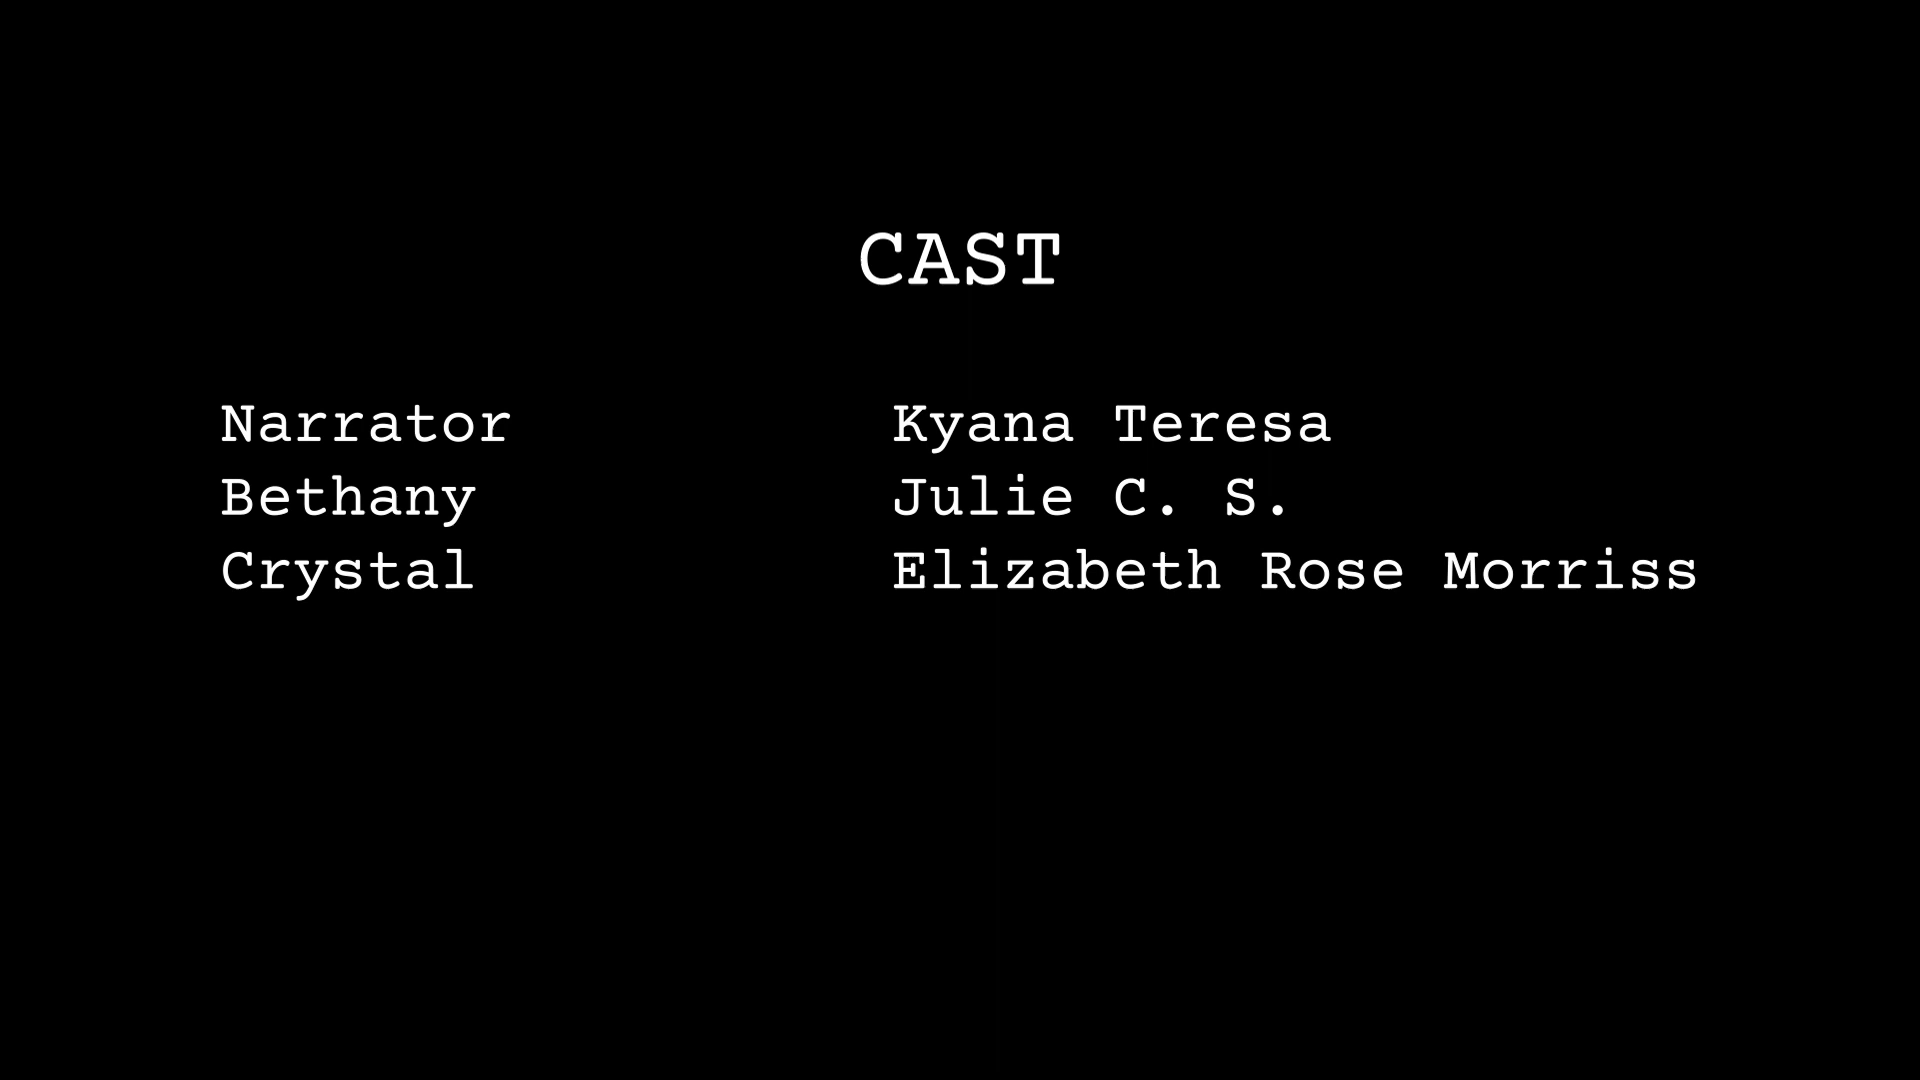 CAST
Narrator Kyana Teresa
Bethany Julie C. S.
Crystal Elizabeth Rose Morriss